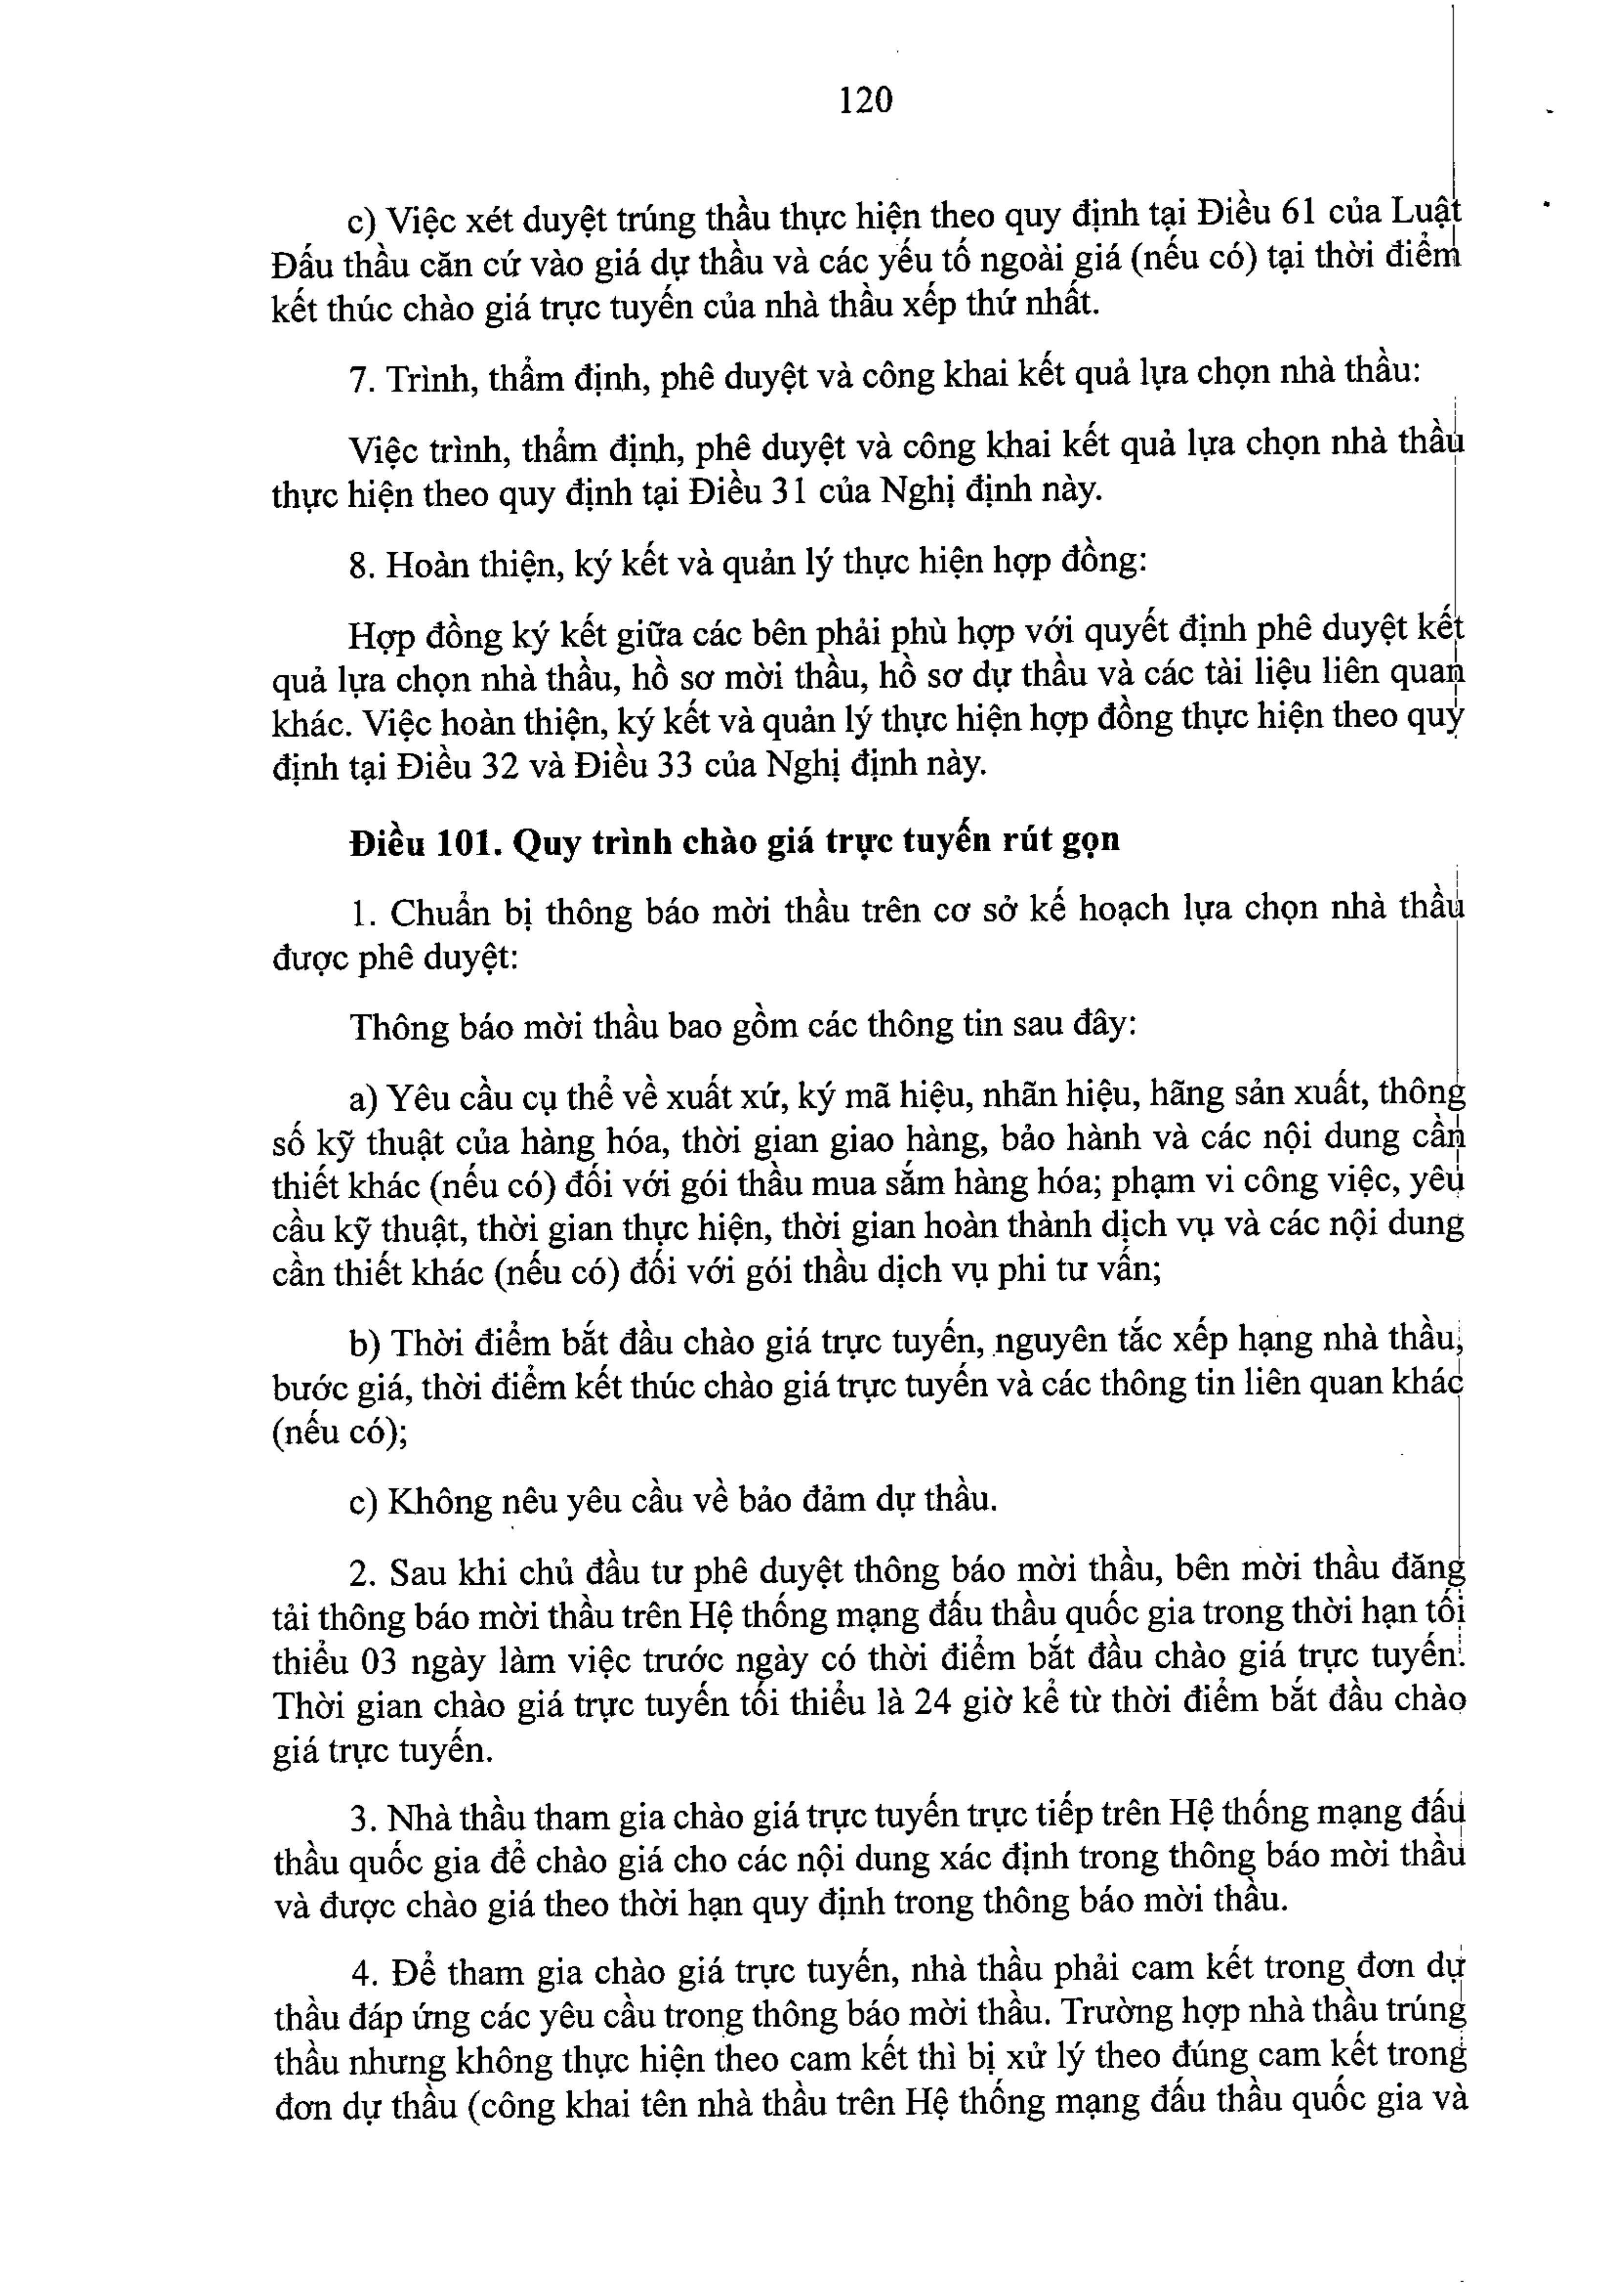 120
c) Việc xét duyệt trúng thầu thực hiện theo quy định tại Điều 61 của Luật
Đấu thầu căn cứ vào giá dự thầu và các yếu tố ngoài giá (nếu có) tại thời điểm
kết thúc chào giá trực tuyến của nhà thầu xếp thứ nhất.
7. Trình, thẩm định, phê duyệt và công khai kết quả lựa chọn nhà thầu:
Việc trình, thẩm định, phê duyệt và công khai kết quả lựa chọn nhà thầu
thực hiện theo quy định tại Điều 31 của Nghị định này.
8. Hoàn thiện, ký kết và quản lý thực hiện hợp đồng:
Hợp đồng ký kết giữa các bên phải phù hợp với quyết định phê duyệt kết
quả lựa chọn nhà thầu, hồ sơ mời thầu, hồ sơ dự thầu và các tài liệu liên quan
khác. Việc hoàn thiện, ký kết và quản lý thực hiện hợp đồng thực hiện theo quy
định tại Điều 32 và Điều 33 của Nghị định này.
Điều 101. Quy trình chào giá trực tuyến rút gọn
1. Chuẩn bị thông báo mời thầu trên cơ sở kế hoạch lựa chọn nhà thầu
được phê duyệt:
Thông báo mời thầu bao gồm các thông tin sau đây:
a) Yêu cầu cụ thể về xuất xứ, ký mã hiệu, nhãn hiệu, hãng sản xuất, thông
số kỹ thuật của hàng hóa, thời gian giao hàng, bảo hành và các nội dung cần
thiết khác (nếu có) đối với gói thầu mua sắm hàng hóa; phạm vi công việc, yêu
cầu kỹ thuật, thời gian thực hiện, thời gian hoàn thành dịch vụ và các nội dung
cần thiết khác (nếu có) đối với gói thầu dịch vụ phi tư vấn;
b) Thời điểm bắt đầu chào giá trực tuyến, nguyên tắc xếp hạng nhà thầu,
bước giá, thời điểm kết thúc chào giá trực tuyến và các thông tin liên quan khác
(nếu có);
c) Không nêu yêu cầu về bảo đảm dự thầu.
2. Sau khi chủ đầu tư phê duyệt thông báo mời thầu, bên mời thầu đăng
tải thông báo mời thầu trên Hệ thống mạng đấu thầu quốc gia trong thời hạn tối
thiểu 03 ngày làm việc trước ngày có thời điểm bắt đầu chào giá trực tuyến.
Thời gian chào giá trực tuyến tối thiểu là 24 giờ kể từ thời điểm bắt đầu chào
giá trực tuyến.
3. Nhà thầu tham gia chào giá trực tuyến trực tiếp trên Hệ thống mạng đấu
thầu quốc gia để chào giá cho các nội dung xác định trong thông báo mời thầu
và được chào giá theo thời hạn quy định trong thông báo mời thầu.
4. Để tham gia chào giá trực tuyến, nhà thầu phải cam kết trong đơn dự
thầu đáp ứng các yêu cầu trong thông báo mời thầu. Trường hợp nhà thầu trúng
thầu nhưng không thực hiện theo cam kết thì bị xử lý theo đúng cam kết trong
đơn dự thầu (công khai tên nhà thầu trên Hệ thống mạng đấu thầu quốc gia và